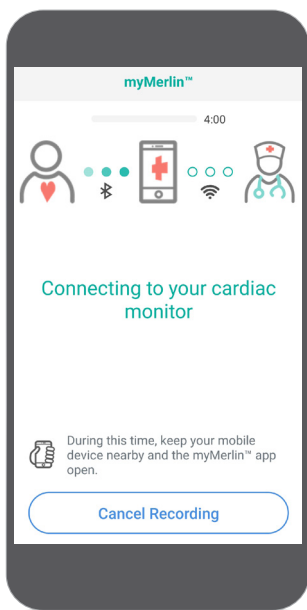 myMerlin™
4:00
Connecting to your cardiac
monitor
During this time, keep your mobile
device nearby and the myMerlin™ app
open.
Cancel Recording